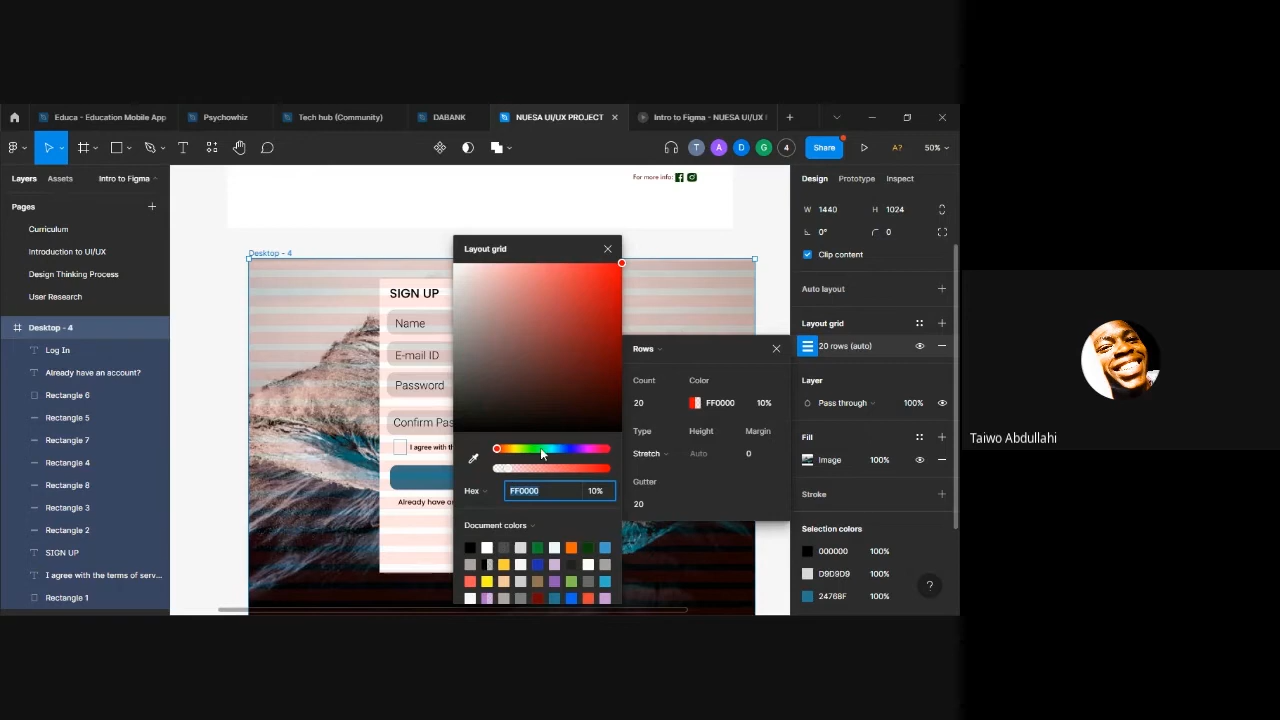 Educa - Education Mobile App
Psychowhiz
Tech hub (Community)
DABANK
NUESA UI/UX PROJECT
Intro to Figma - NUESA UI/UX
T A D G 4
Share
A?
50%
Layers Assets Intro to Figma
Pages
Curriculum
Introduction to UI/UX
Design Thinking Process
User Research
Desktop - 4
Log In
Already have an account?
Rectangle 6
Rectangle 5
Rectangle 7
Rectangle 4
Rectangle 8
Rectangle 3
Rectangle 2
SIGN UP
I agree with the terms of serv...
Rectangle 1
For more info:
Desktop - 4
SIGN UP
Name
E-mail ID
Password
Confirm Pas
I agree with th
Already have a
Layout grid
Hex FF0000 10%
Document colors
Rows
Count Color
20 FF0000 10%
Type Height Margin
Stretch Auto 0
Gutter
20
Design Prototype Inspect
W 1440 H 1024
0° 0
Clip content
Auto layout
Layout grid
20 rows (auto)
Layer
Pass through 100%
Fill
Image 100%
Stroke
Selection colors
000000 100%
D9D9D9 100%
24768F 100%
?
Taiwo Abdullahi